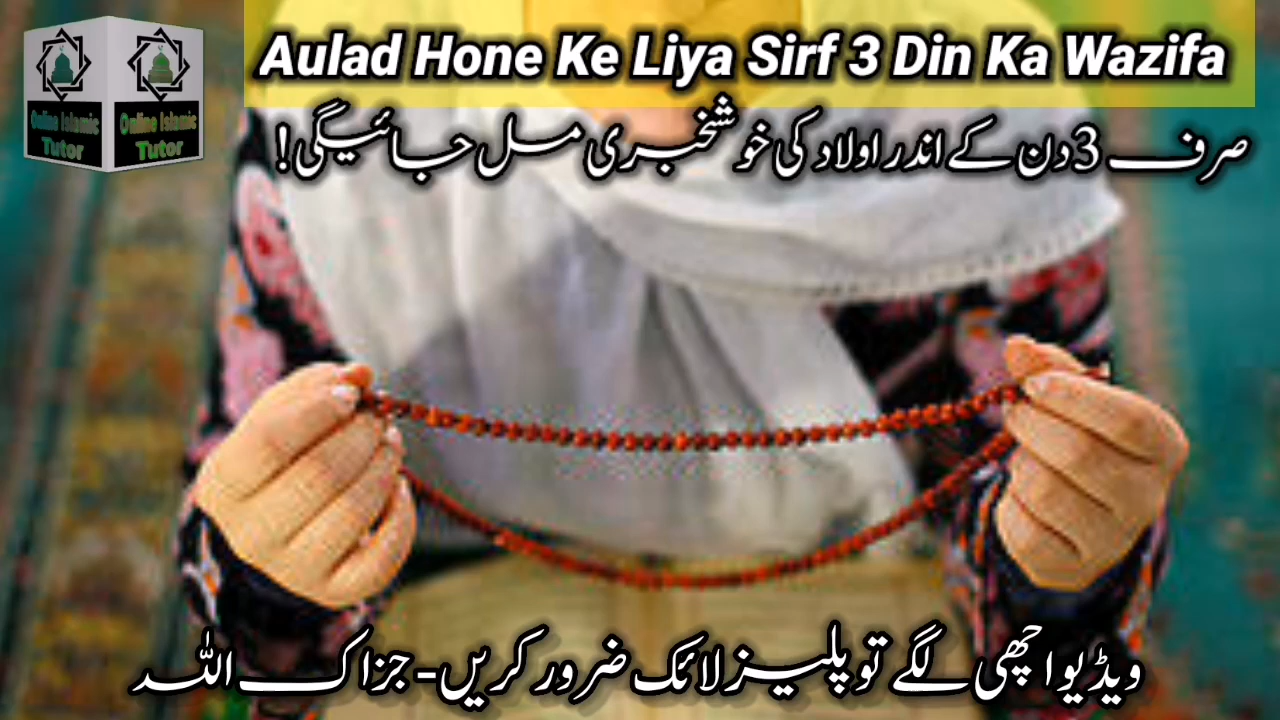 Aulad Hone Ke Liya Sirf 3 Din Ka Wazifa
صرف 3 دن کے اندر اولاد کی خوشخبری مل جائیگی!
Online Islamic
Tutor
Online Islamic
Tutor
ویڈیو اچھی لگے تو پلیز لائک ضرور کریں - جزاک اللہ